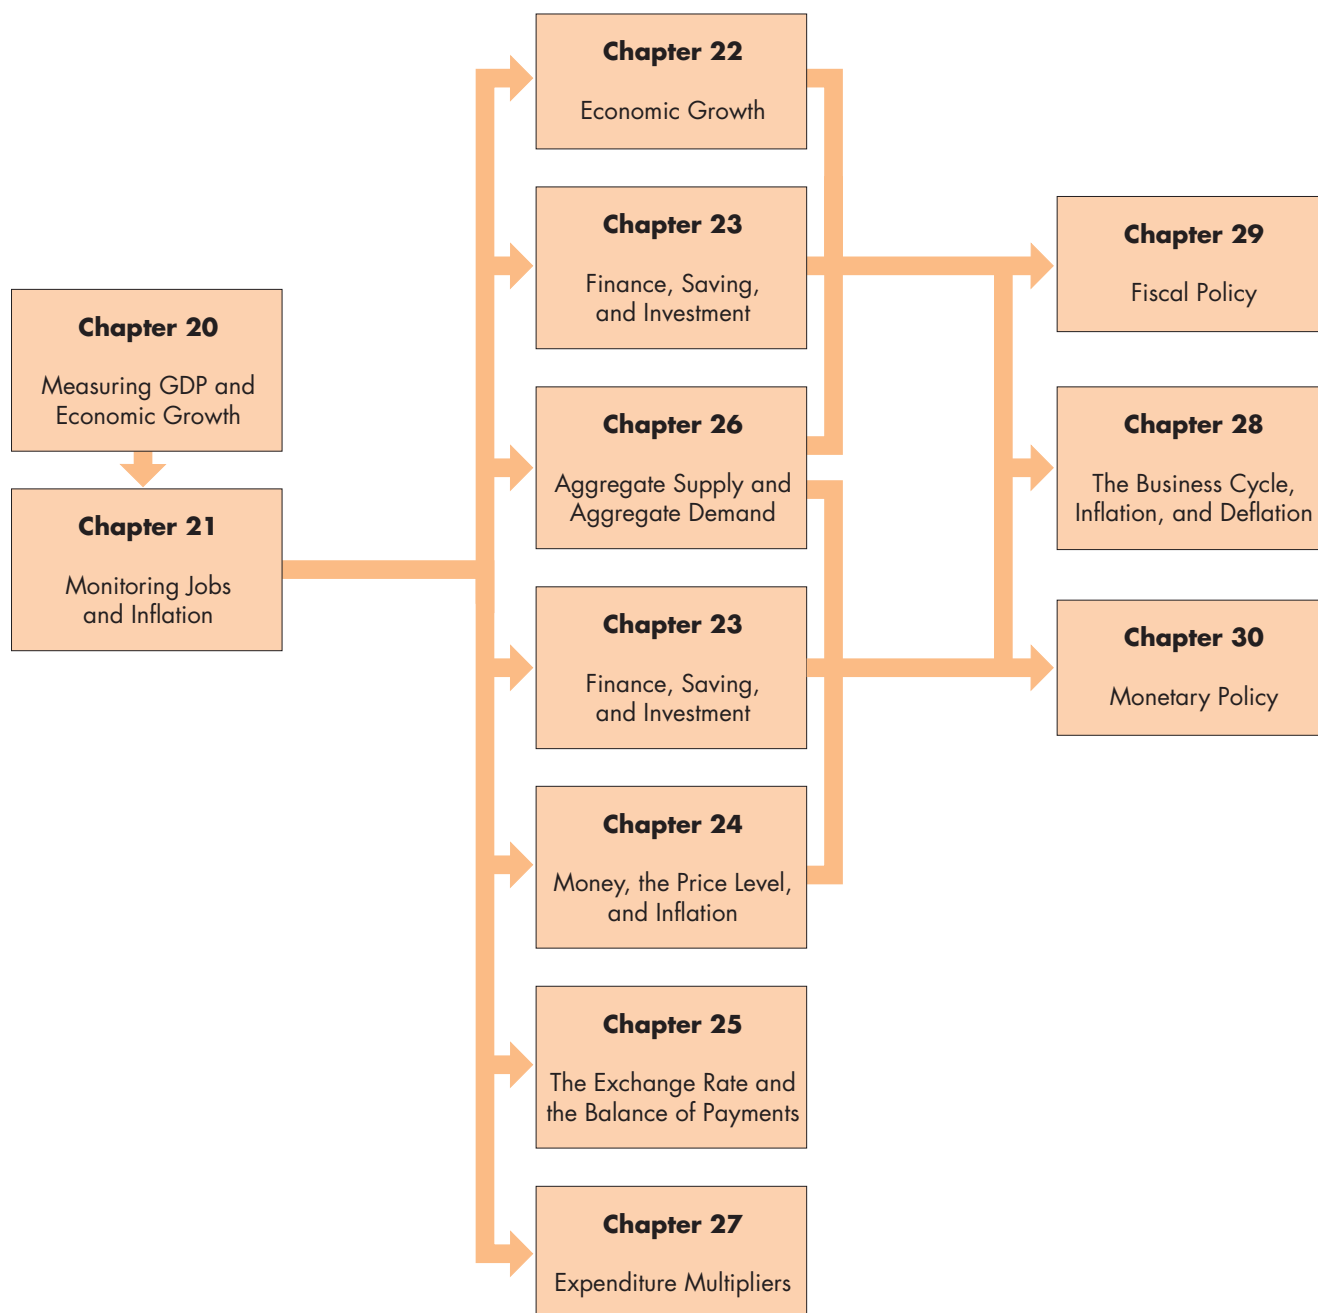 Chapter 20
Measuring GDP and
Economic Growth
Chapter 21
Monitoring Jobs
and Inflation
Chapter 22
Economic Growth
Chapter 23
Finance, Saving,
and Investment
Chapter 26
Aggregate Supply and
Aggregate Demand
Chapter 23
Finance, Saving,
and Investment
Chapter 24
Money, the Price Level,
and Inflation
Chapter 25
The Exchange Rate and
the Balance of Payments
Chapter 27
Expenditure Multipliers
Chapter 29
Fiscal Policy
Chapter 28
The Business Cycle,
Inflation, and Deflation
Chapter 30
Monetary Policy